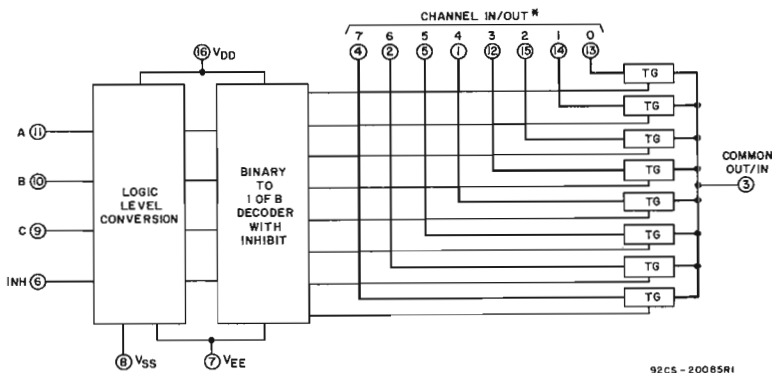 CHANNEL IN/OUT *
7 6 5 4 3 2 1 0
4 2 5 1 12 15 14 13
16 VDD
TG
TG
A 11
TG
COMMON
OUT/IN
B 10
LOGIC
LEVEL
CONVERSION
BINARY
TO
1 OF 8
DECODER
WITH
INHIBIT
TG
3
C 9
TG
TG
INH 6
TG
TG
8 VSS
7 VEE
92CS-20085R1